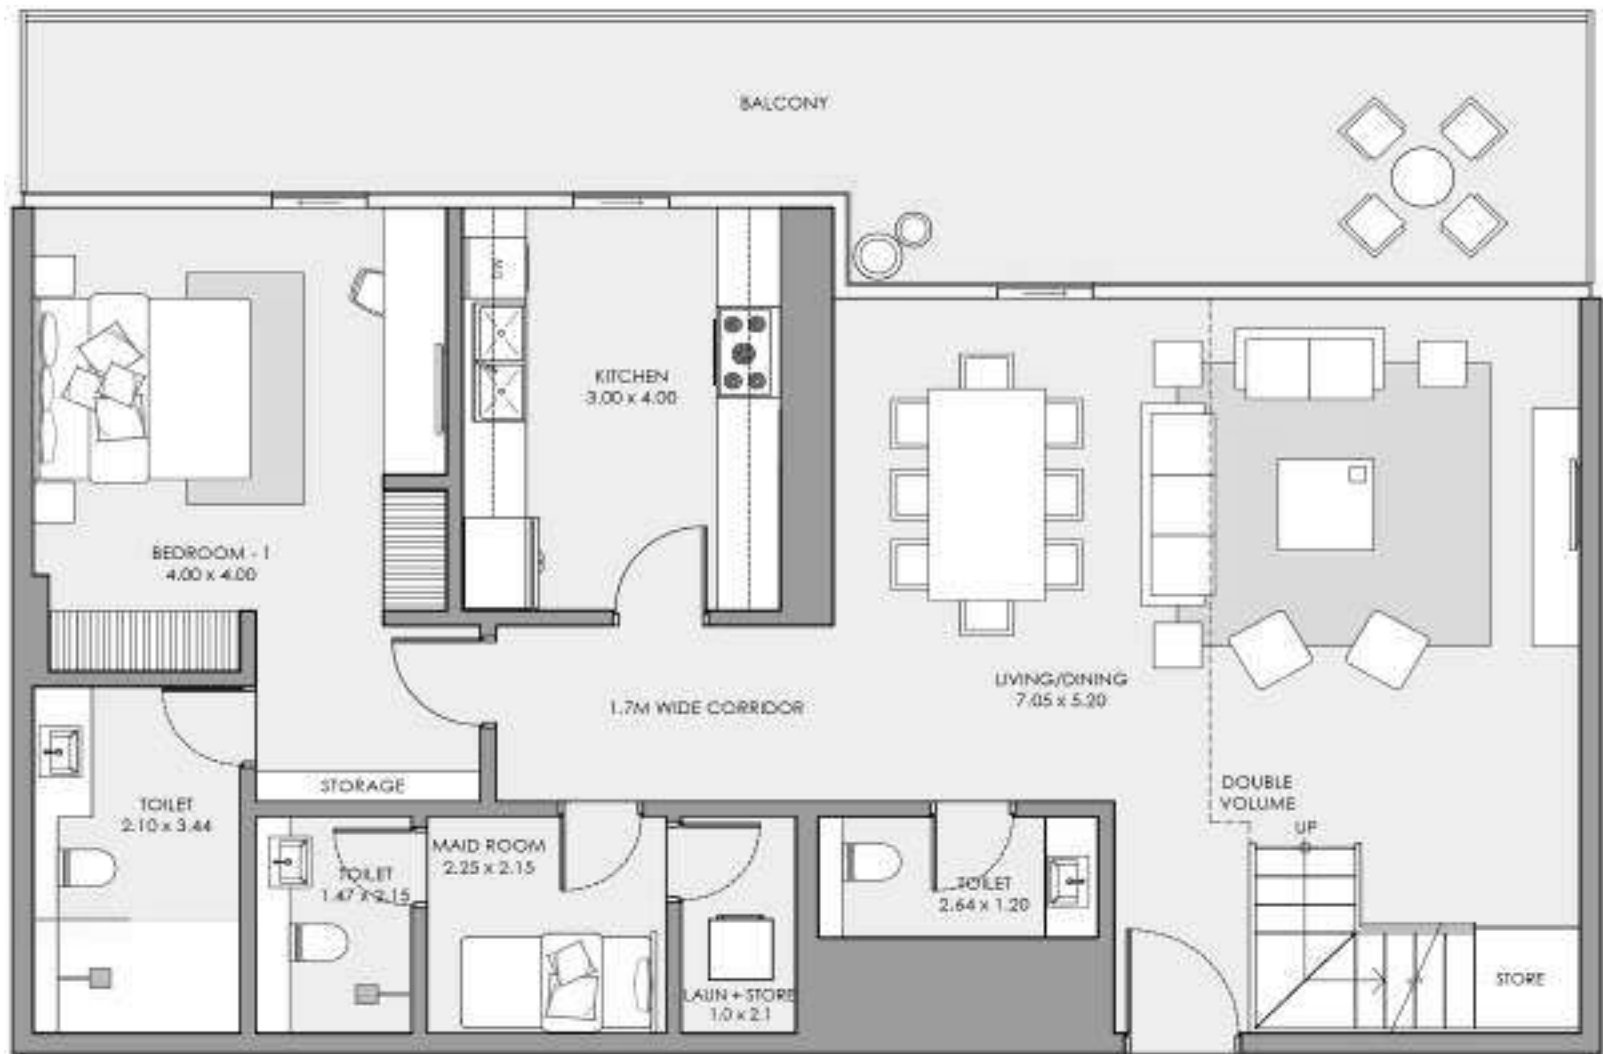 BALCONY
DW
KITCHEN
3.00 x 4.00
BEDROOM - 1
4.00 x 4.00
LIVING/DINING
7.05 x 5.20
1.7M WIDE CORRIDOR
STORAGE
DOUBLE
VOLUME
UP
TOILET
2.10 x 3.44
MAID ROOM
2.25 x 2.15
TOILET
1.47 x 2.15
TOILET
2.64 x 1.20
STORE
LAUN + STORE
1.0 x 2.1